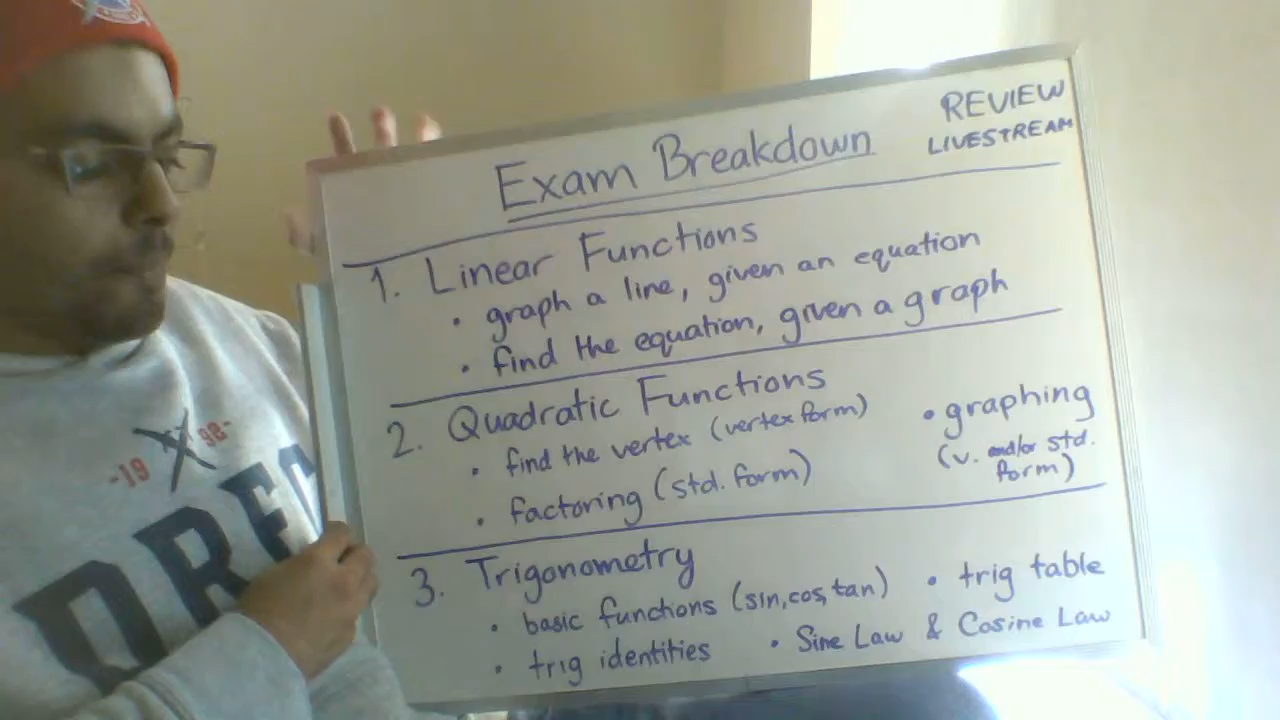 REVIEW
LIVESTREAM
Exam Breakdown
1. Linear Functions
• graph a line, given an equation
• find the equation, given a graph
2. Quadratic Functions
• find the vertex (vertex form)
• factoring (std. form)
• graphing
(v. and/or std.
form)
3. Trigonometry
• basic functions (sin, cos, tan)
• trig table
• trig identities
• Sine Law & Cosine Law
-19
98-